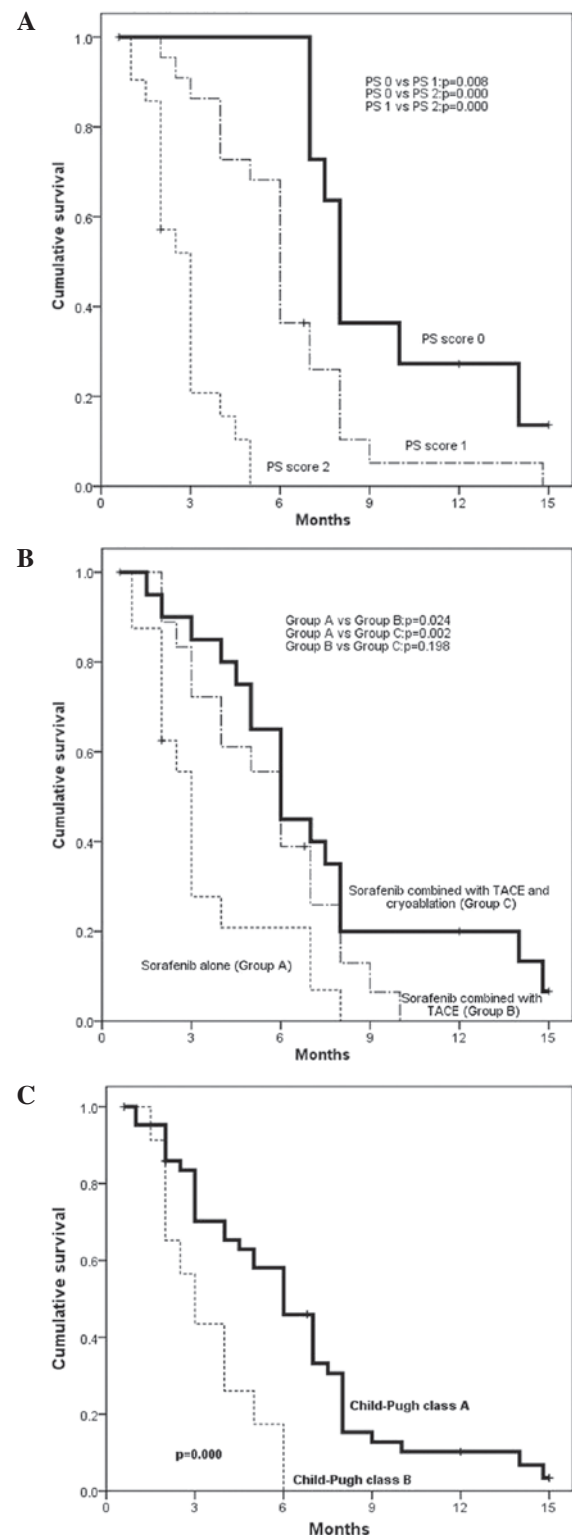 A
1.0
0.8
0.6
0.4
0.2
0.0
Cumulative survival
PS 0 vs PS 1:p=0.008
PS 0 vs PS 2:p=0.000
PS 1 vs PS 2:p=0.000
PS score 0
PS score 1
PS score 2
0
3
6
9
12
15
Months
B
1.0
0.8
0.6
0.4
0.2
0.0
Cumulative survival
Group A vs Group B:p=0.024
Group A vs Group C:p=0.002
Group B vs Group C:p=0.198
Sorafenib combined with TACE and
cryoablation (Group C)
Sorafenib alone (Group A)
Sorafenib combined with
TACE (Group B)
0
3
6
9
12
15
Months
C
1.0
0.8
0.6
0.4
0.2
0.0
Cumulative survival
Child-Pugh class A
p=0.000
Child-Pugh class B
0
3
6
9
12
15
Months